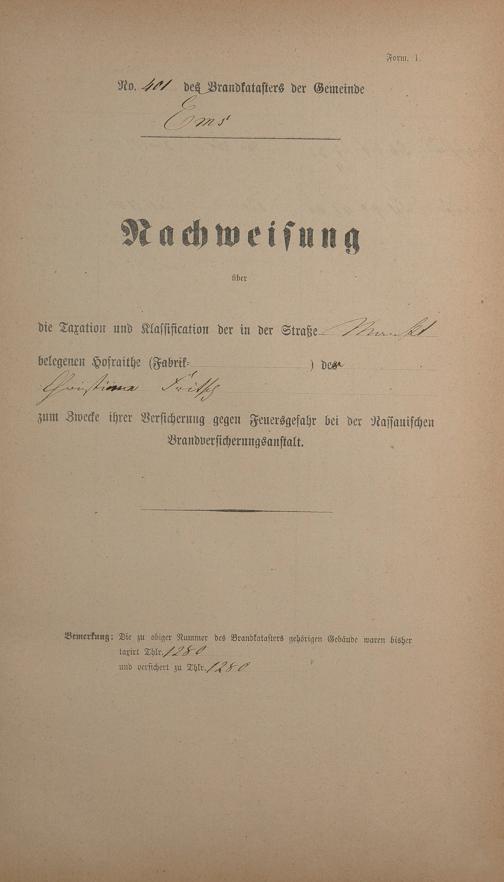 Form. 1.
No. 401 des Brandkatasters der Gemeinde
Ems
Nachweisung
über
die Taxation und Klassification der in der Straße Markt
belegenen Hofraithe (Fabrik- ) der
Christiane Fritsch
zum Zwecke ihrer Versicherung gegen Feuersgefahr bei der Nassauischen
Brandversicherungsanstalt.
Bemerkung: Die zu obiger Nummer des Brandkatasters gehörigen Gebäude waren bisher
taxirt Thlr. 1280
und versichert zu Thlr. 1280